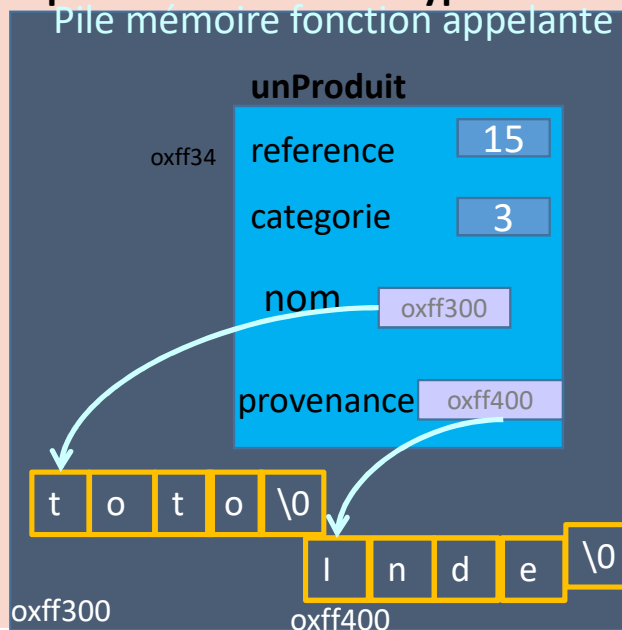 Pile mémoire fonction appelante
unProduit
oxff34
reference 15
categorie 3
nom oxff300
provenance oxff400
t o t o \0
I n d e \0
oxff300
oxff400